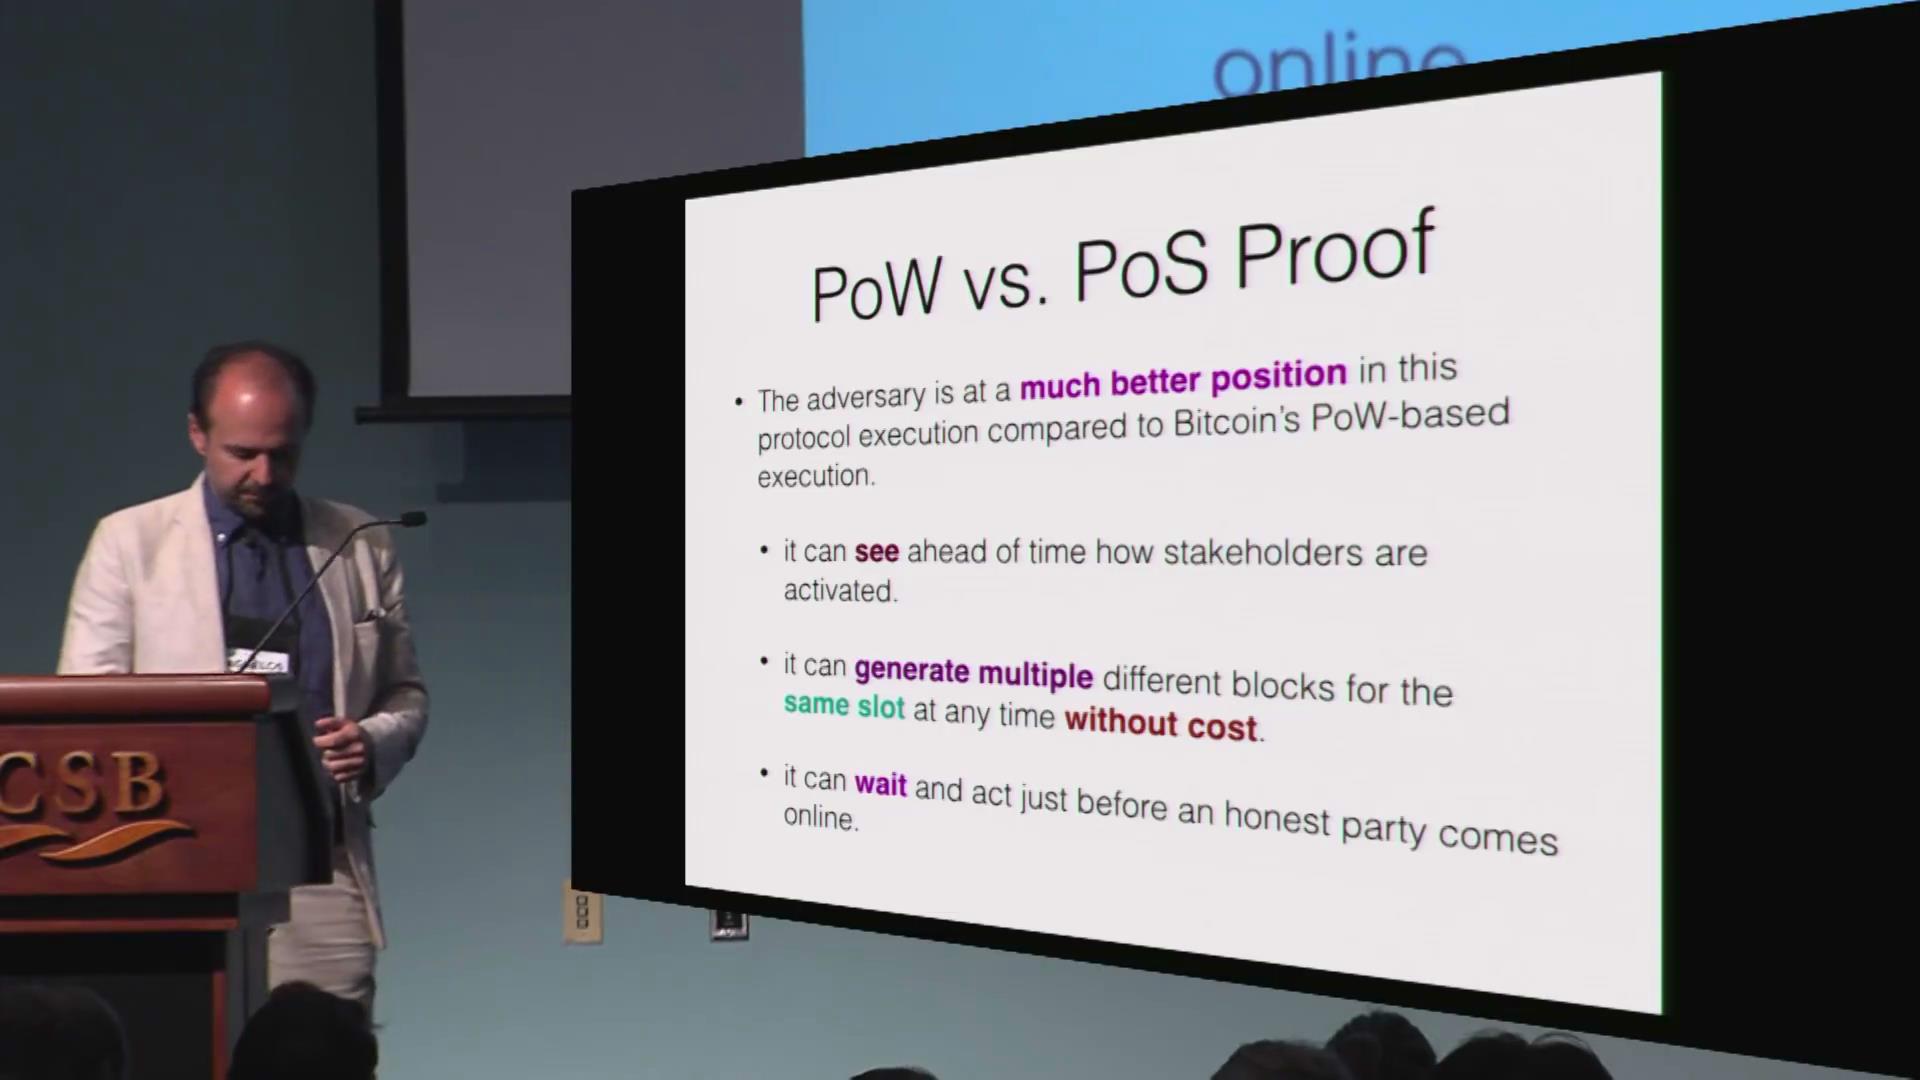 online
PoW vs. PoS Proof
• The adversary is at a much better position in this
protocol execution compared to Bitcoin's PoW-based
execution.
• it can see ahead of time how stakeholders are
activated.
• it can generate multiple different blocks for the
same slot at any time without cost.
• it can wait and act just before an honest party comes
online.
CSB